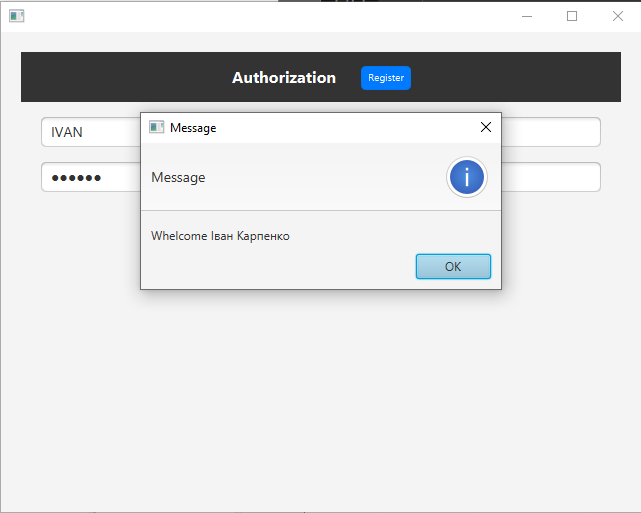 Authorization
Register
IVAN
●●●●●●
Message
Message
i
Whelcome Іван Карпенко
OK